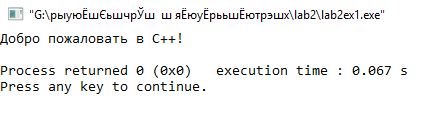 "G:\рыуюЁшЄьшчрЎш  ш яЁюуЁрьшЁютрэшх\lab2\lab2ex1.exe"
Добро пожаловать в C++!
Process returned 0 (0x0)   execution time : 0.067 s
Press any key to continue.